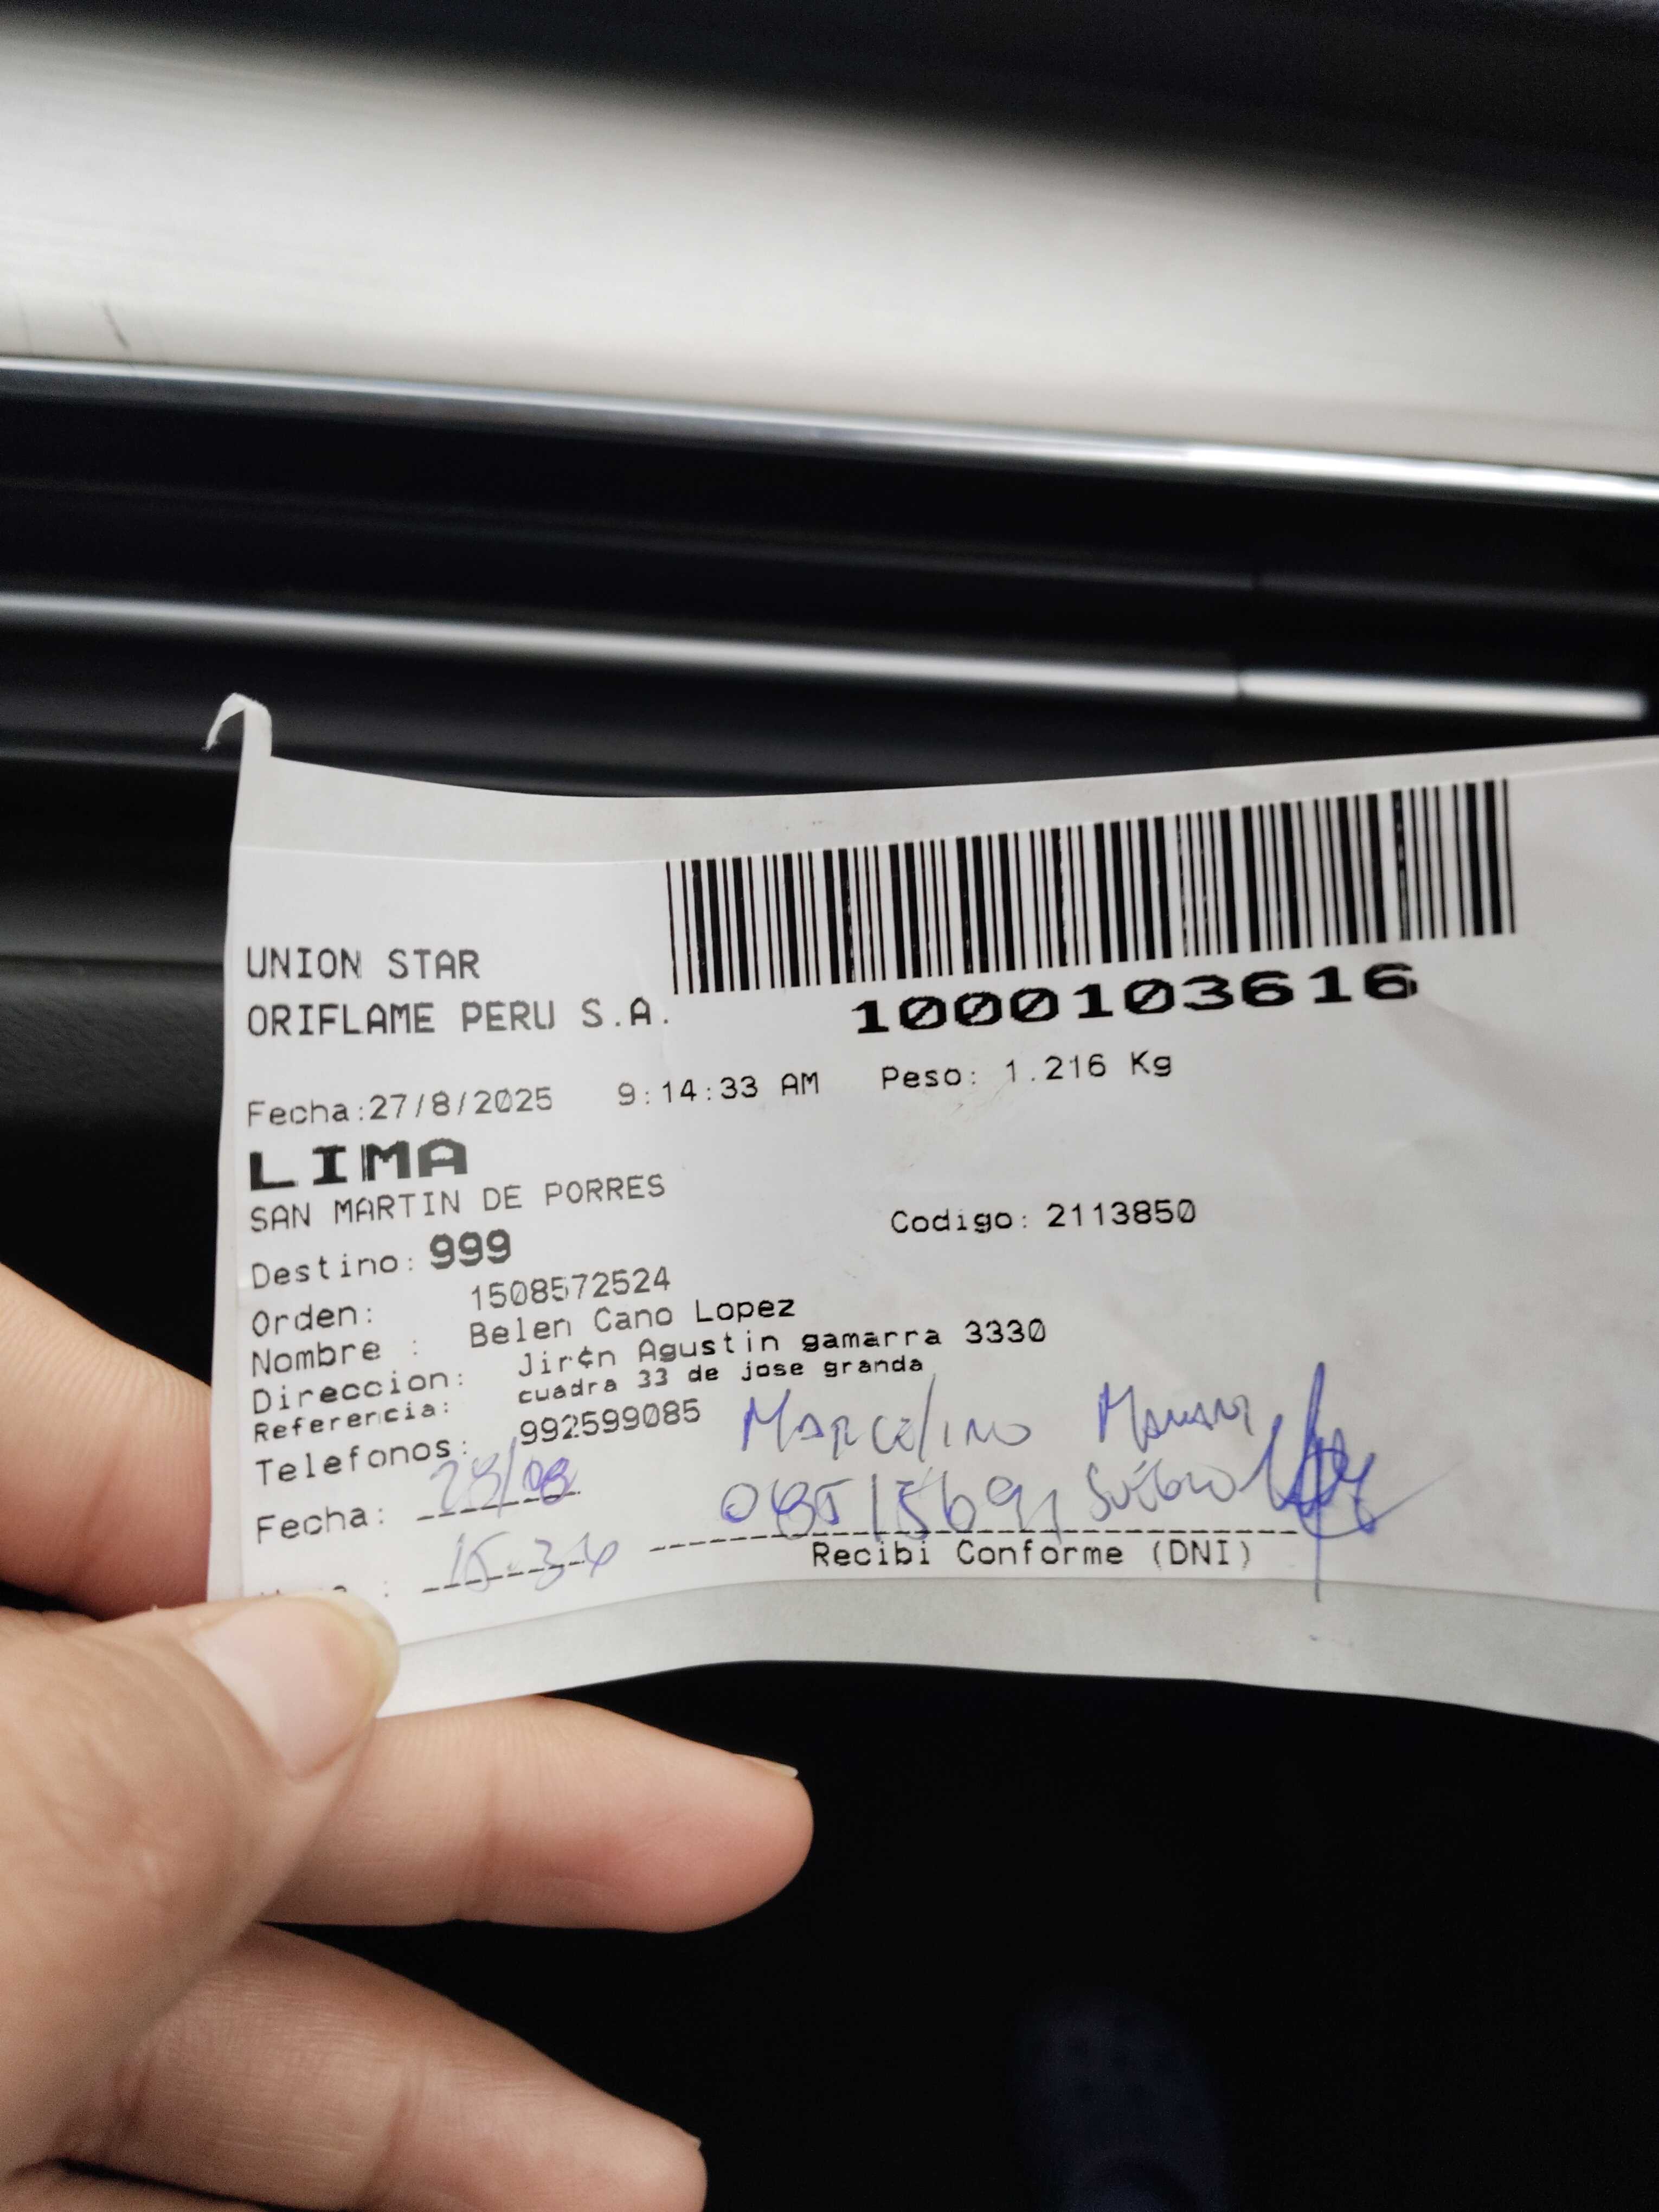 UNION STAR
ORIFLAME PERU S.A.
1000103616
Fecha:27/8/2025 9:14:33 AM Peso: 1.216 Kg
LIMA
SAN MARTIN DE PORRES
Destino: 999 Codigo: 2113850
Orden: 1508572524
Nombre : Belen Cano Lopez
Direccion: Jir¢n Agustin gamarra 3330
Referencia: cuadra 33 de jose granda
Telefonos: 992599085
MARCELINO
Fecha: 28/08
: 15:34
Recibi Conforme (DNI)